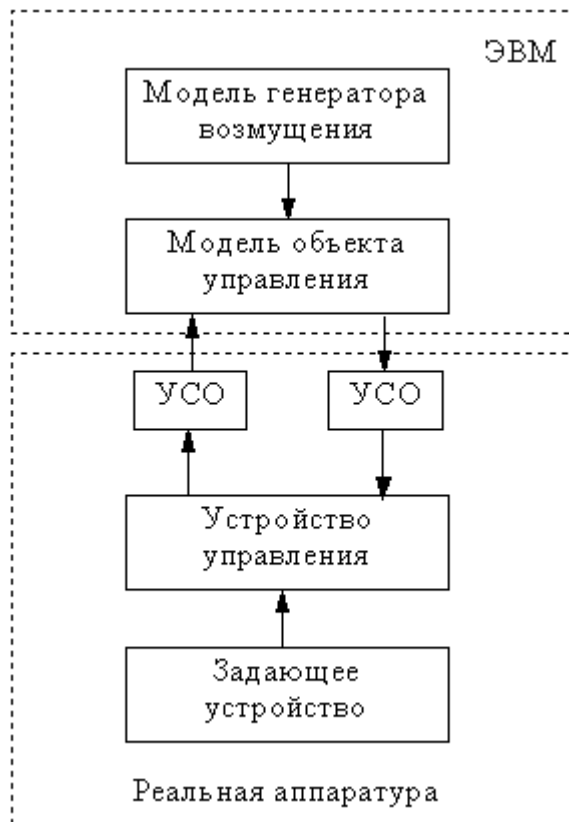 ЭВМ
Модель генератора
возмущения
Модель объекта
управления
УСО
УСО
Устройство
управления
Задающее
устройство
Реальная аппаратура